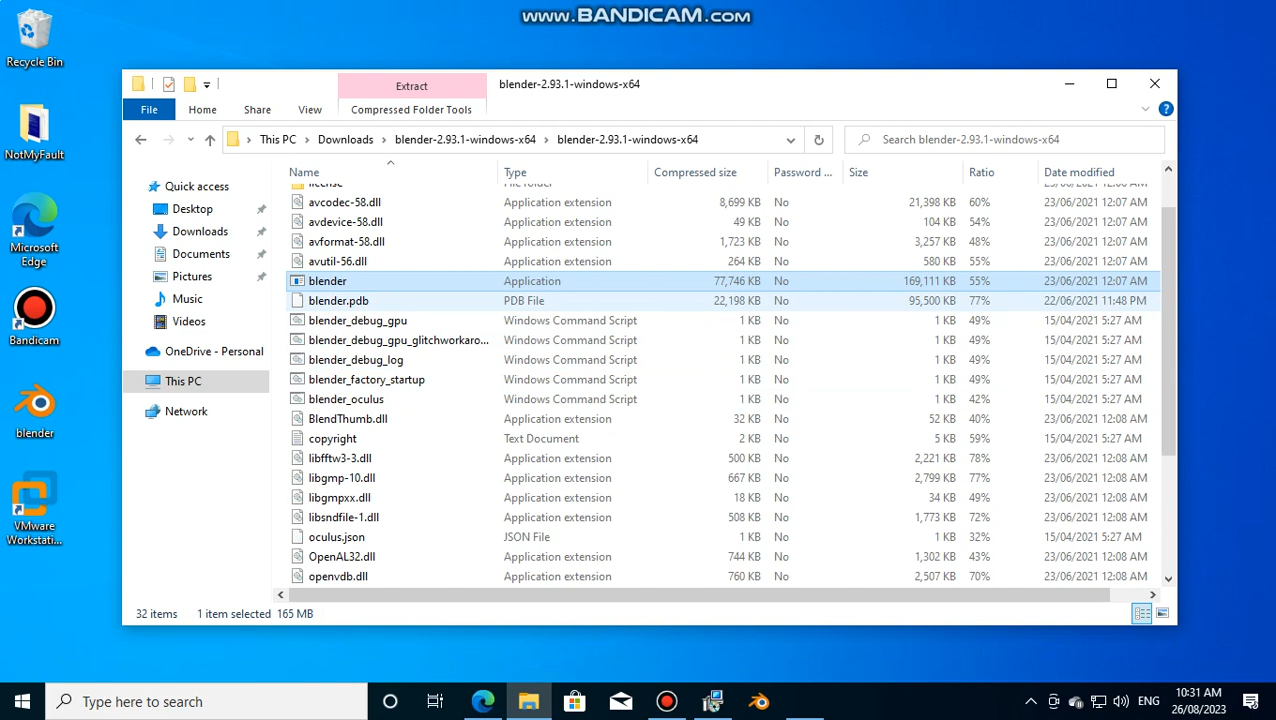 www.BANDICAM.com
Recycle Bin
NotMyFault
Microsoft
Edge
Bandicam
blender
VMware
Workstati...
Extract
blender-2.93.1-windows-x64
File
Home
Share
View
Compressed Folder Tools
This PC
Downloads
blender-2.93.1-windows-x64
blender-2.93.1-windows-x64
Search blender-2.93.1-windows-x64
Quick access
Desktop
Downloads
Documents
Pictures
Music
Videos
OneDrive - Personal
This PC
Network
Name Type Compressed size Password ... Size Ratio Date modified
license File folder 23/06/2021 12:06 AM
avcodec-58.dll Application extension 8,699 KB No 21,398 KB 60% 23/06/2021 12:07 AM
avdevice-58.dll Application extension 49 KB No 104 KB 54% 23/06/2021 12:07 AM
avformat-58.dll Application extension 1,723 KB No 3,257 KB 48% 23/06/2021 12:07 AM
avutil-56.dll Application extension 264 KB No 580 KB 55% 23/06/2021 12:07 AM
blender Application 77,746 KB No 169,111 KB 55% 23/06/2021 12:07 AM
blender.pdb PDB File 22,198 KB No 95,500 KB 77% 22/06/2021 11:48 PM
blender_debug_gpu Windows Command Script 1 KB No 1 KB 49% 15/04/2021 5:27 AM
blender_debug_gpu_glitchworkaro... Windows Command Script 1 KB No 1 KB 49% 15/04/2021 5:27 AM
blender_debug_log Windows Command Script 1 KB No 1 KB 49% 15/04/2021 5:27 AM
blender_factory_startup Windows Command Script 1 KB No 1 KB 49% 15/04/2021 5:27 AM
blender_oculus Windows Command Script 1 KB No 1 KB 42% 15/04/2021 5:27 AM
BlendThumb.dll Application extension 32 KB No 52 KB 40% 23/06/2021 12:08 AM
copyright Text Document 2 KB No 5 KB 59% 15/04/2021 5:27 AM
libfftw3-3.dll Application extension 500 KB No 2,221 KB 78% 23/06/2021 12:08 AM
libgmp-10.dll Application extension 667 KB No 2,799 KB 77% 23/06/2021 12:08 AM
libgmpxx.dll Application extension 18 KB No 34 KB 49% 23/06/2021 12:08 AM
libsndfile-1.dll Application extension 508 KB No 1,773 KB 72% 23/06/2021 12:08 AM
oculus.json JSON File 1 KB No 1 KB 32% 15/04/2021 5:27 AM
OpenAL32.dll Application extension 744 KB No 1,302 KB 43% 23/06/2021 12:08 AM
openvdb.dll Application extension 760 KB No 2,507 KB 70% 23/06/2021 12:08 AM
32 items 1 item selected 165 MB
Type here to search
ENG
10:31 AM
26/08/2023